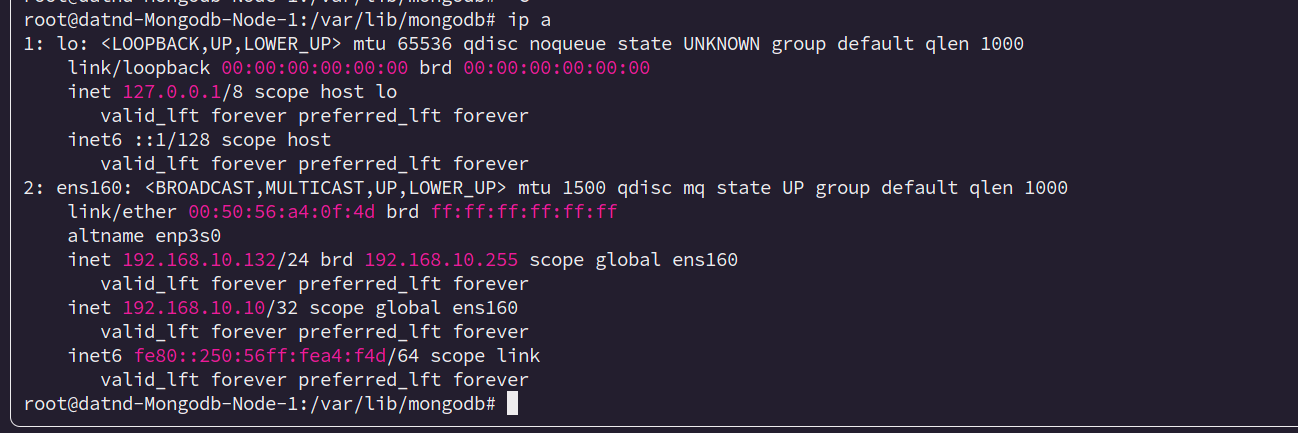 root@datnd-Mongodb-Node-1:/var/lib/mongodb# ip a
1: lo: <LOOPBACK,UP,LOWER_UP> mtu 65536 qdisc noqueue state UNKNOWN group default qlen 1000
    link/loopback 00:00:00:00:00:00 brd 00:00:00:00:00:00
    inet 127.0.0.1/8 scope host lo
       valid_lft forever preferred_lft forever
    inet6 ::1/128 scope host
       valid_lft forever preferred_lft forever
2: ens160: <BROADCAST,MULTICAST,UP,LOWER_UP> mtu 1500 qdisc mq state UP group default qlen 1000
    link/ether 00:50:56:a4:0f:4d brd ff:ff:ff:ff:ff:ff
    altname enp3s0
    inet 192.168.10.132/24 brd 192.168.10.255 scope global ens160
       valid_lft forever preferred_lft forever
    inet 192.168.10.10/32 scope global ens160
       valid_lft forever preferred_lft forever
    inet6 fe80::250:56ff:fea4:f4d/64 scope link
       valid_lft forever preferred_lft forever
root@datnd-Mongodb-Node-1:/var/lib/mongodb#